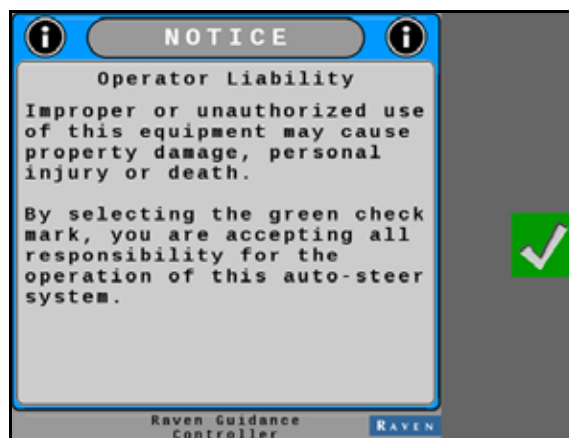 NOTICE
Operator Liability
Improper or unauthorized use
of this equipment may cause
property damage, personal
injury or death.
By selecting the green check
mark, you are accepting all
responsibility for the
operation of this auto-steer
system.
Raven Guidance
Controller
RAVEN